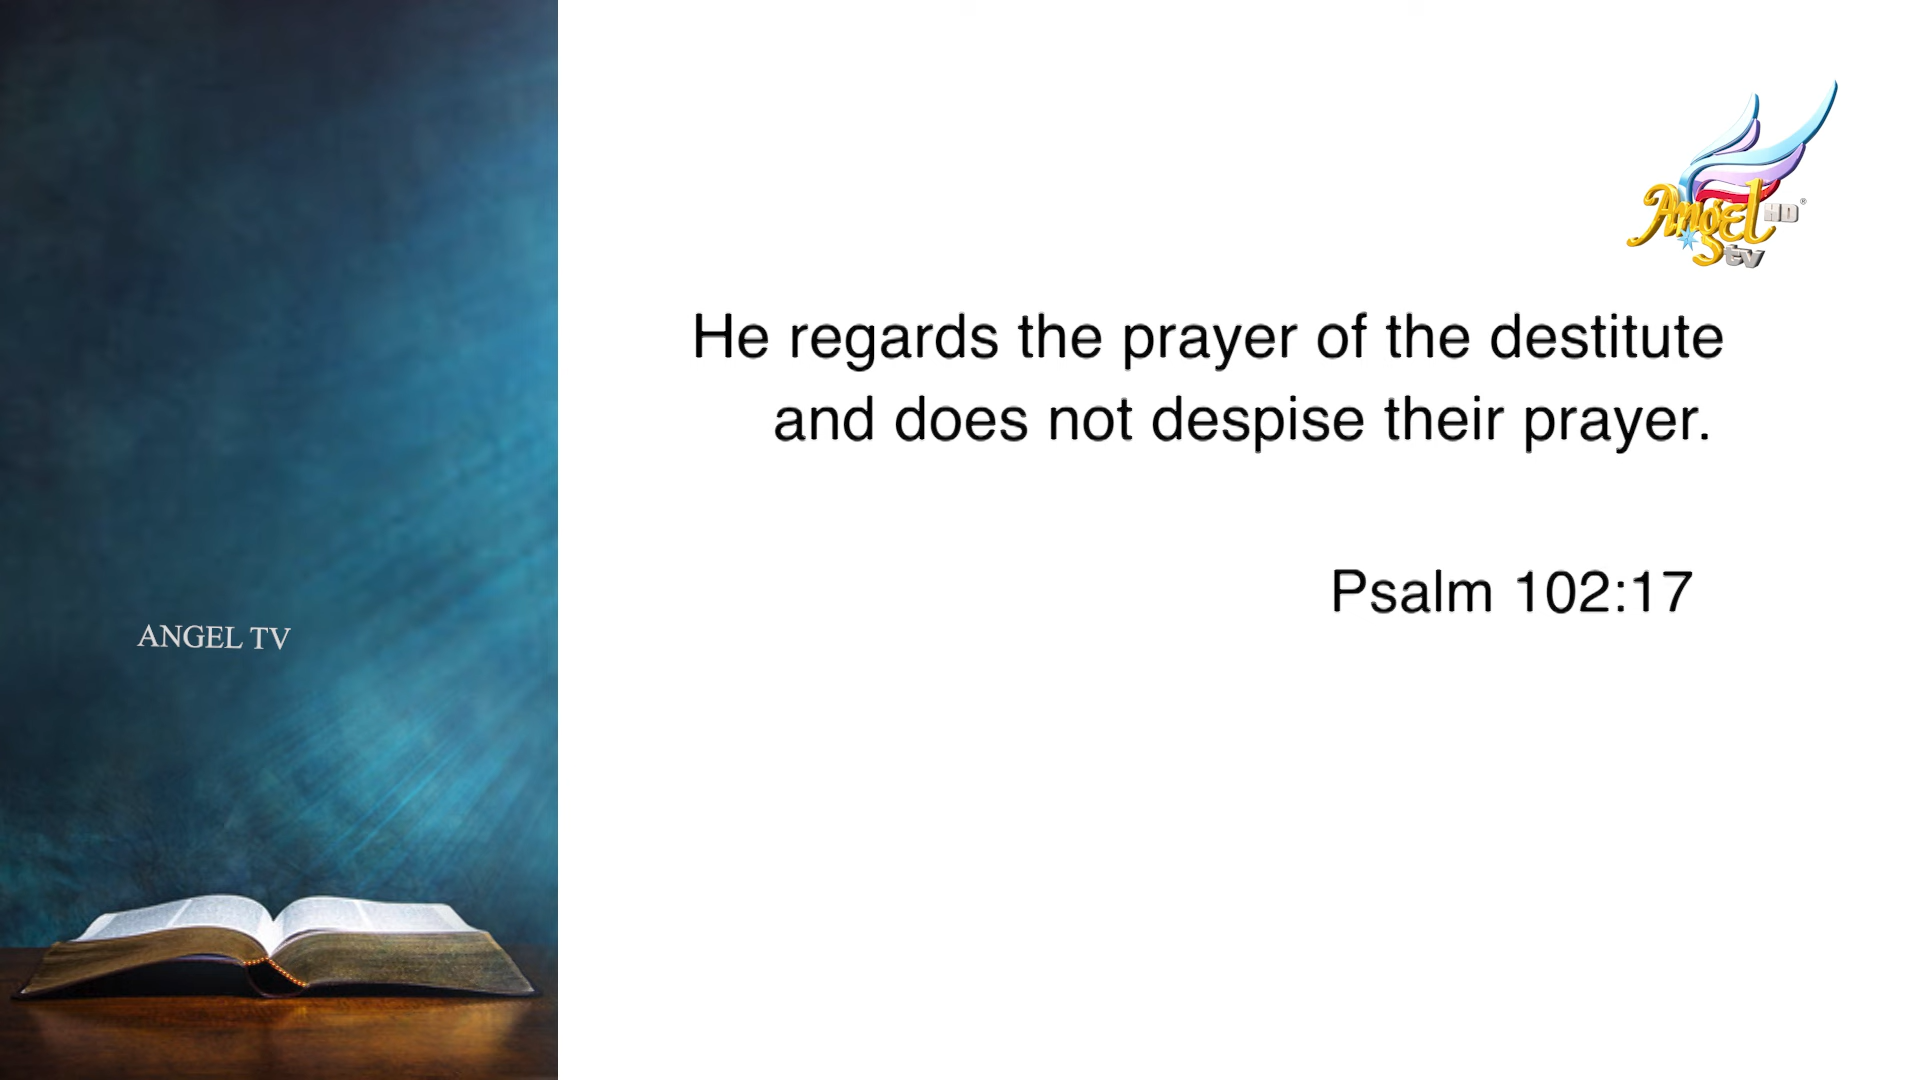 Angel HD®
tv
He regards the prayer of the destitute
and does not despise their prayer.
Psalm 102:17
ANGEL TV